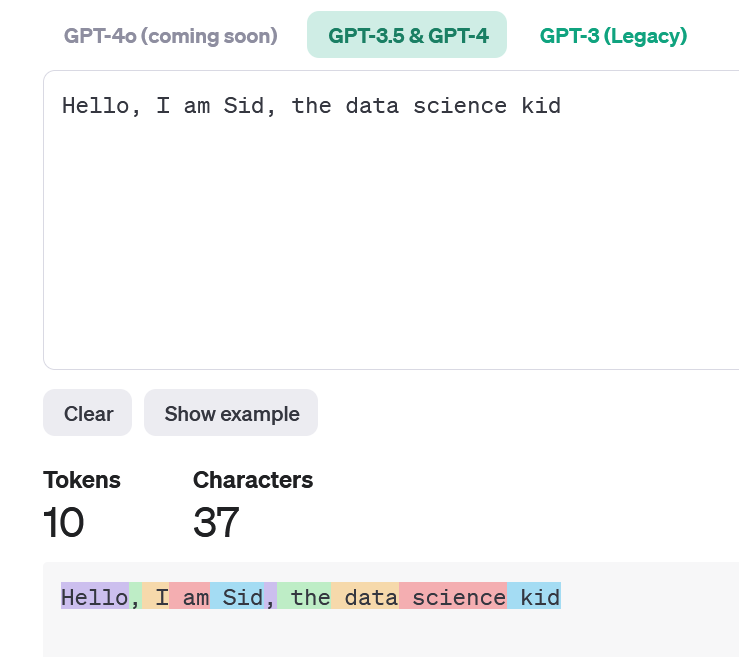 GPT-4o (coming soon) GPT-3.5 & GPT-4 GPT-3 (Legacy)
Hello, I am Sid, the data science kid
Clear Show example
Tokens Characters
10 37
Hello, I am Sid, the data science kid